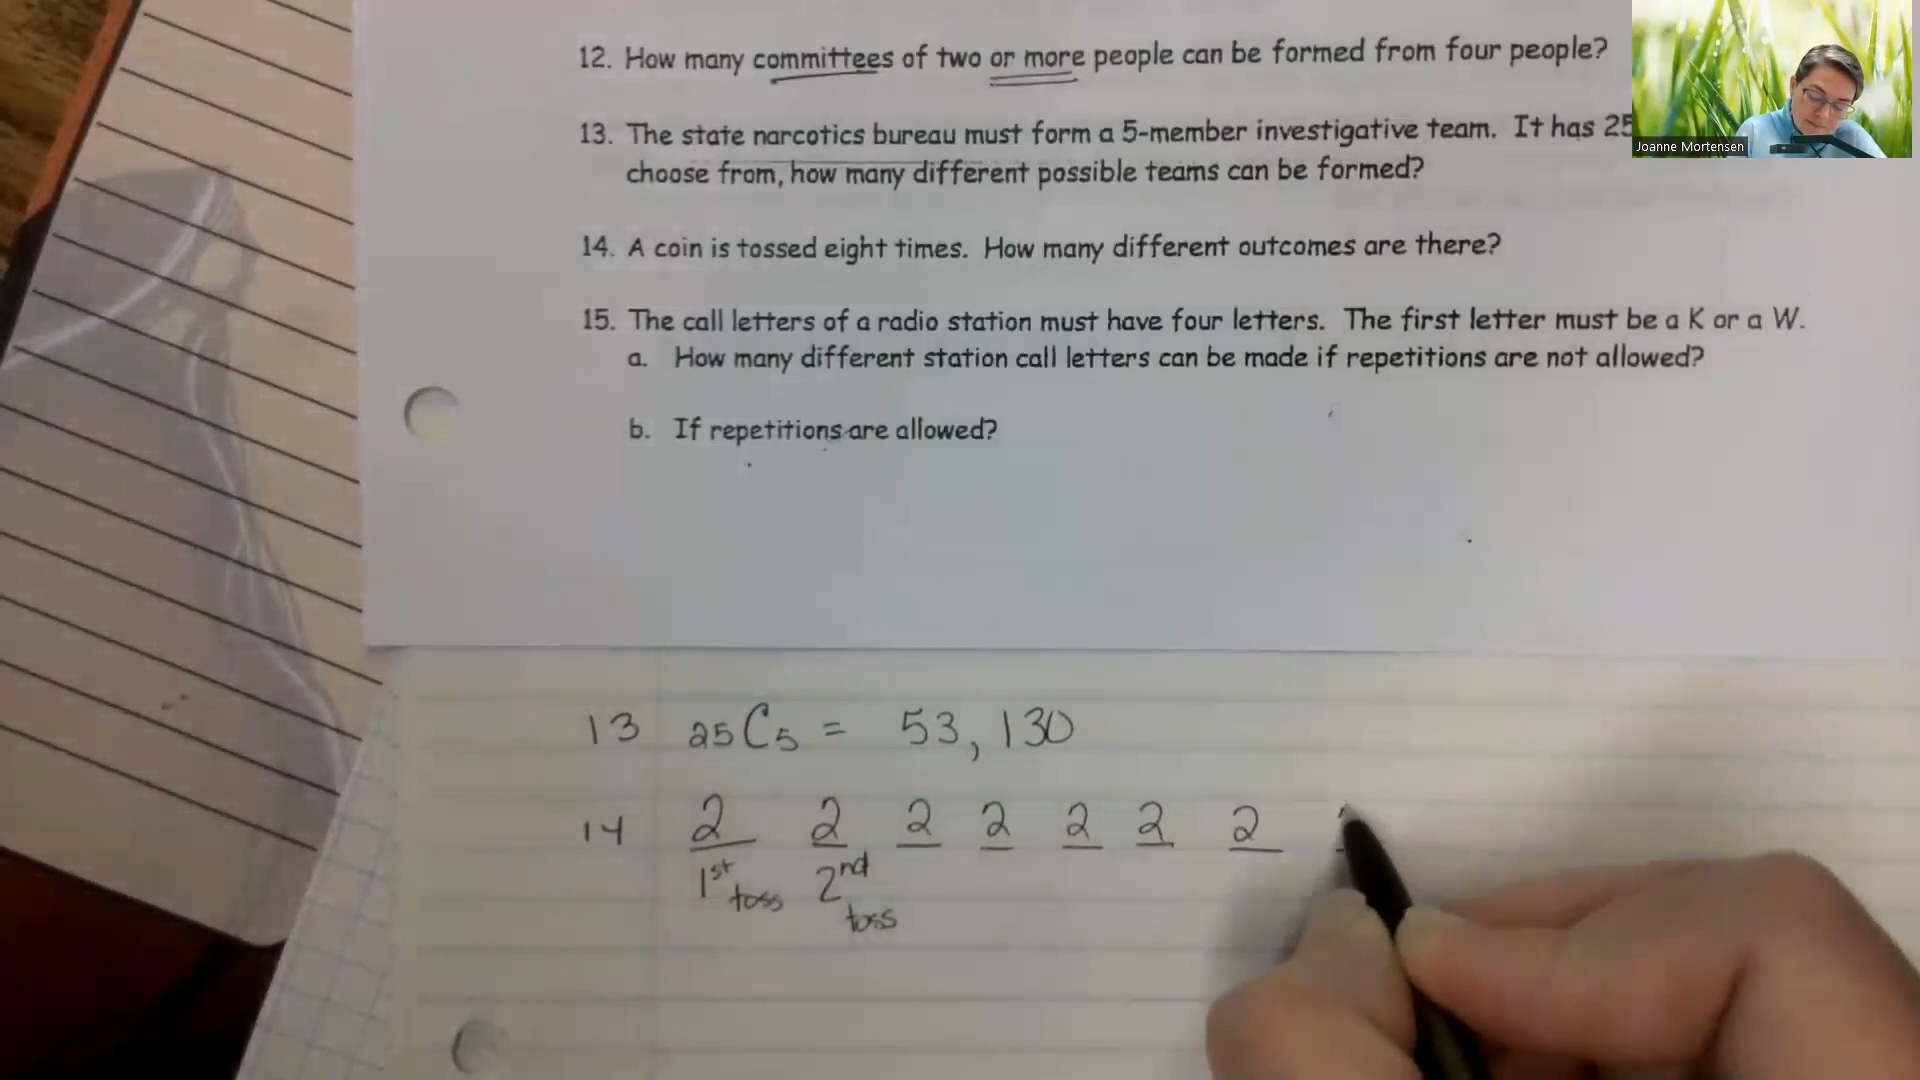 12. How many committees of two or more people can be formed from four people?
13. The state narcotics bureau must form a 5-member investigative team. It has 25
choose from, how many different possible teams can be formed?
14. A coin is tossed eight times. How many different outcomes are there?
15. The call letters of a radio station must have four letters. The first letter must be a K or a W.
a. How many different station call letters can be made if repetitions are not allowed?
b. If repetitions are allowed?
Joanne Mortensen
13 25C5 = 53,130
14 2 2 2 2 2 2 2
1st toss 2nd toss